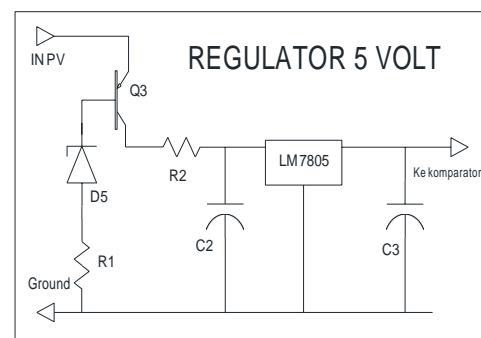 REGULATOR 5 VOLT
IN PV
Q3
LM7805
R2
Ke komparator
D5
C2
C3
R1
Ground